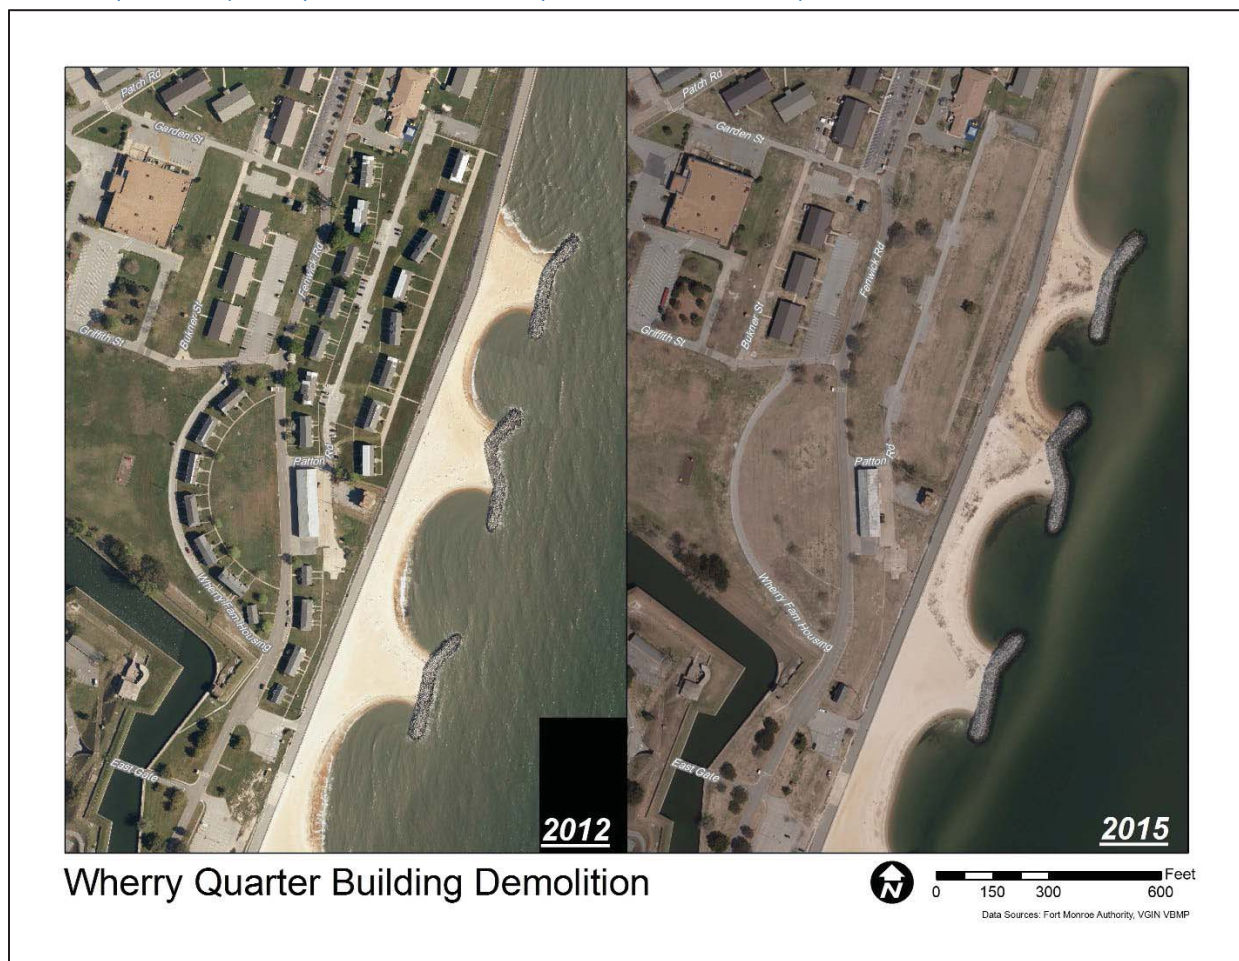 Patch Rd
Garden St
Fenwick Rd
Bukner St
Griffith St
Patton Rd
Wherry Fam Housing
East Gate
2012
Patch Rd
Garden St
Fenwick Rd
Bukner St
Griffith St
Patton Rd
Wherry Fam Housing
East Gate
2015
Wherry Quarter Building Demolition
N
Feet
0 150 300 600
Data Sources: Fort Monroe Authority, VGIN VBMP